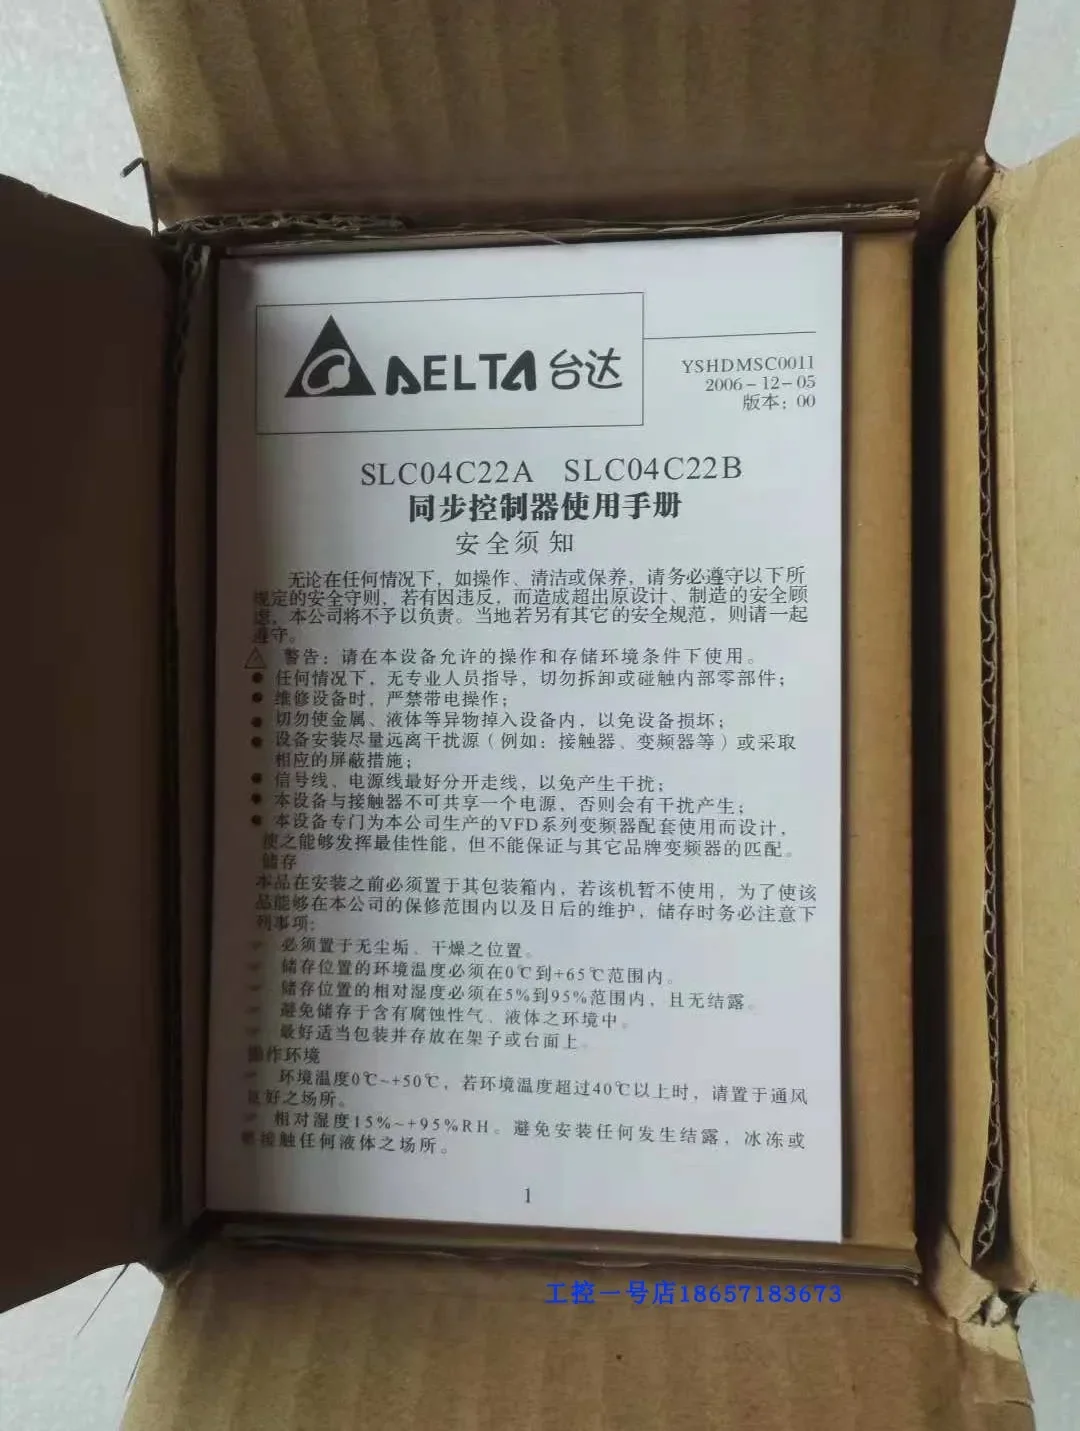 DELTA 台达
YSHDMSC0011
2006-12-05
版本：00
SLC04C22A SLC04C22B
同步控制器使用手册
安全须知
无论在任何情况下，如操作、清洁或保养，请务必遵守以下所
规定的安全守则，若有因违反，而造成超出原设计、制造的安全顾
虑，本公司将不予以负责。当地若另有其它的安全规范，则请一起
遵守。
警告：请在本设备允许的操作和存储环境条件下使用。
● 任何情况下，无专业人员指导，切勿拆卸或碰触内部零部件；
● 维修设备时，严禁带电操作；
● 切勿使金属、液体等异物掉入设备内，以免设备损坏；
● 设备安装尽量远离干扰源（例如：接触器、变频器等）或采取
相应的屏蔽措施；
● 信号线、电源线最好分开走线，以免产生干扰；
● 本设备与接触器不可共享一个电源，否则会有干扰产生；
● 本设备专门为本公司生产的VFD系列变频器配套使用而设计，
使之能够发挥最佳性能，但不能保证与其它品牌变频器的匹配。
储存
本品在安装之前必须置于其包装箱内，若该机暂不使用，为了使该
品能够在本公司的保修范围内以及日后的维护，储存时务必注意下
列事项：
必须置于无尘垢、干燥之位置。
储存位置的环境温度必须在0℃到+65℃范围内。
储存位置的相对湿度必须在5%到95%范围内，且无结露。
避免储存于含有腐蚀性气、液体之环境中。
最好适当包装并存放在架子或台面上。
操作环境
环境温度0℃~+50℃，若环境温度超过40℃以上时，请置于通风
良好之场所。
相对湿度15%~+95%RH。避免安装任何发生结露，冰冻或
接触任何液体之场所。
1
工控一号店18657183673